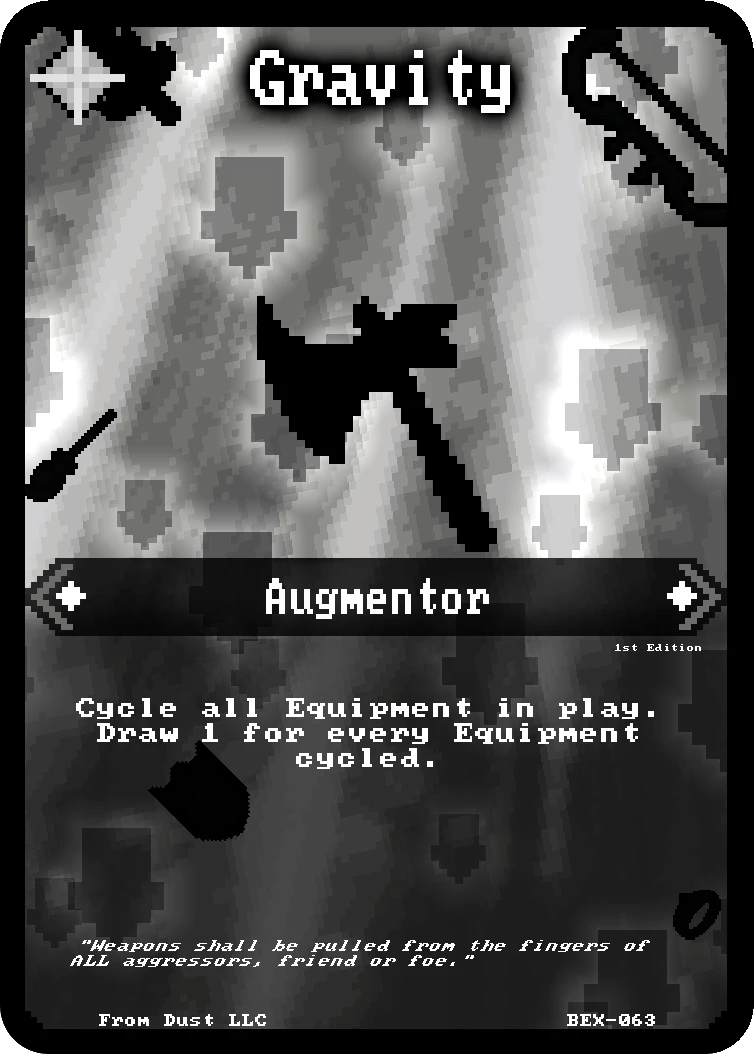 Gravity
Augmentor
1st Edition
Cycle all Equipment in play.
Draw 1 for every Equipment
cycled.
"Weapons shall be pulled from the fingers of
ALL aggressors, friend or foe."
From Dust LLC
BEX-063